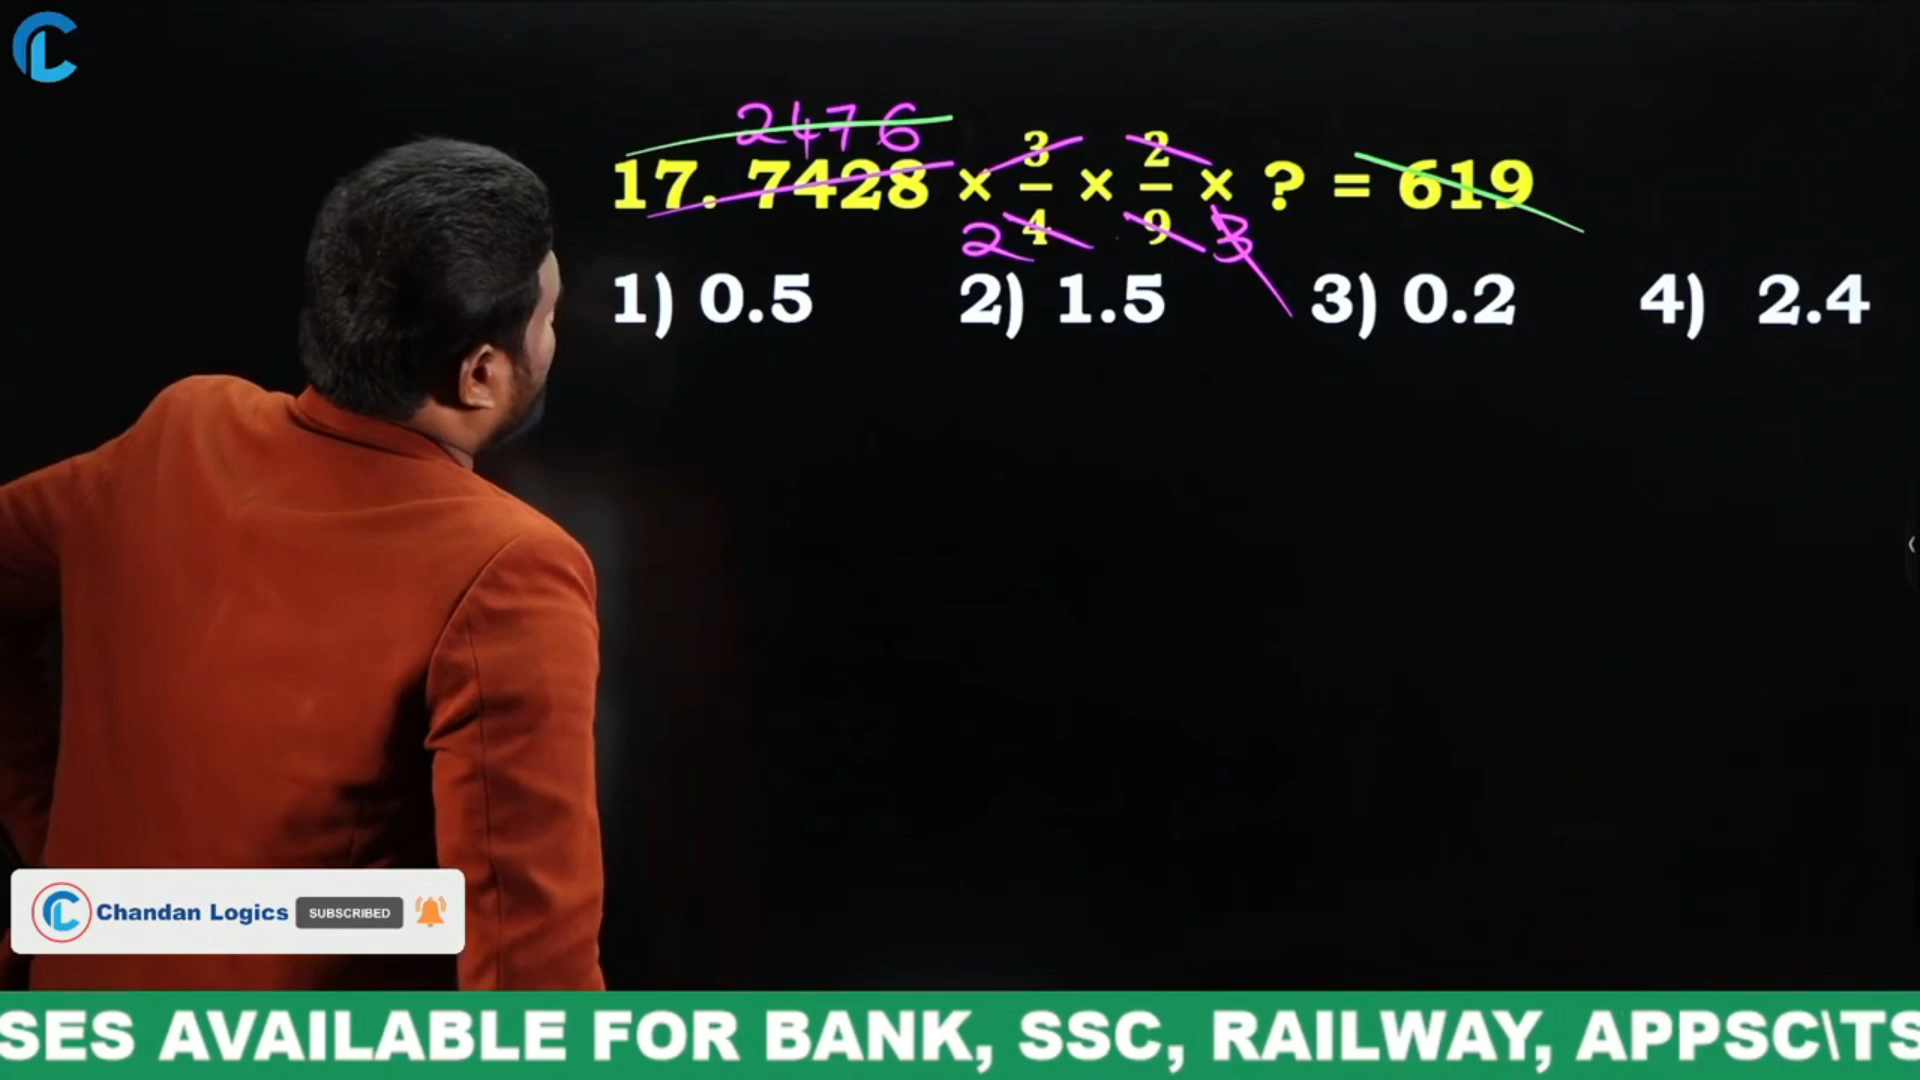 2476
17. 7428 × 3/4 × 2/9 × ? = 619
2 3
1) 0.5 2) 1.5 3) 0.2 4) 2.4
Chandan Logics SUBSCRIBED
SES AVAILABLE FOR BANK, SSC, RAILWAY, APPSC\TS